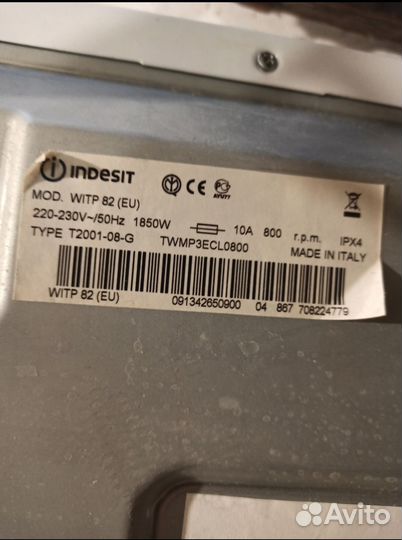 INDESIT
MOD. WITP 82 (EU)
220-230V~/50Hz 1850W 10A 800 r.p.m. IPX4
TYPE T2001-08-G TWMP3ECL0800 MADE IN ITALY
WITP 82 (EU) 091342650900 04 867 708224779
Avito